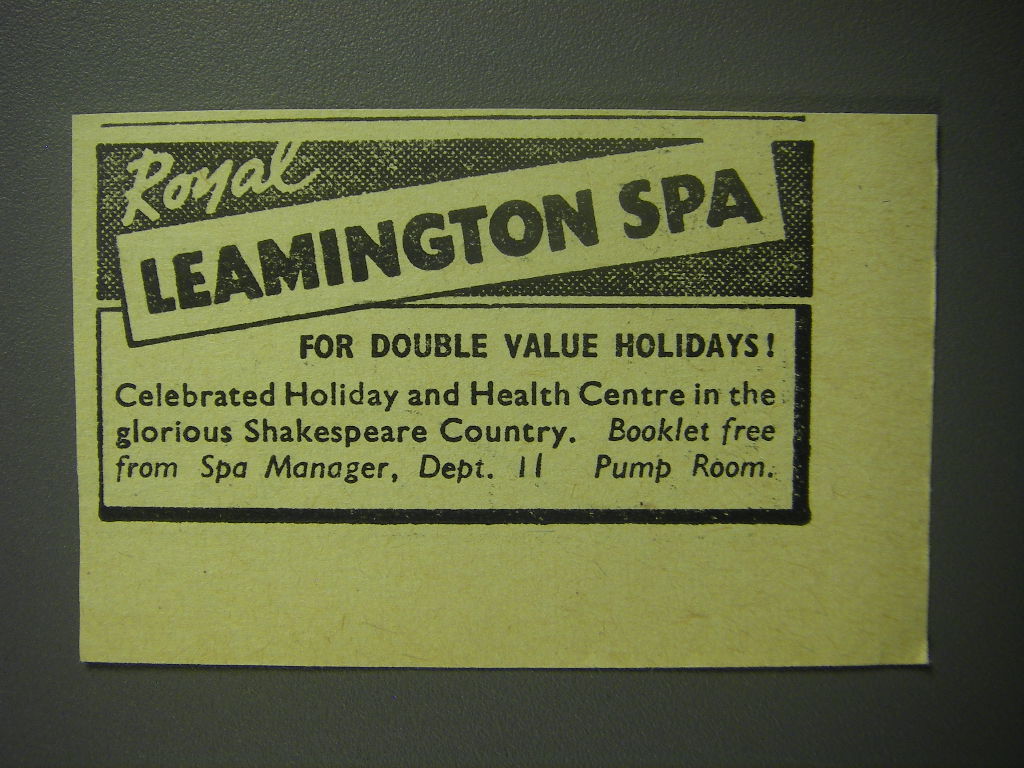 Royal
LEAMINGTON SPA
FOR DOUBLE VALUE HOLIDAYS!
Celebrated Holiday and Health Centre in the
glorious Shakespeare Country. Booklet free
from Spa Manager, Dept. 11 Pump Room.